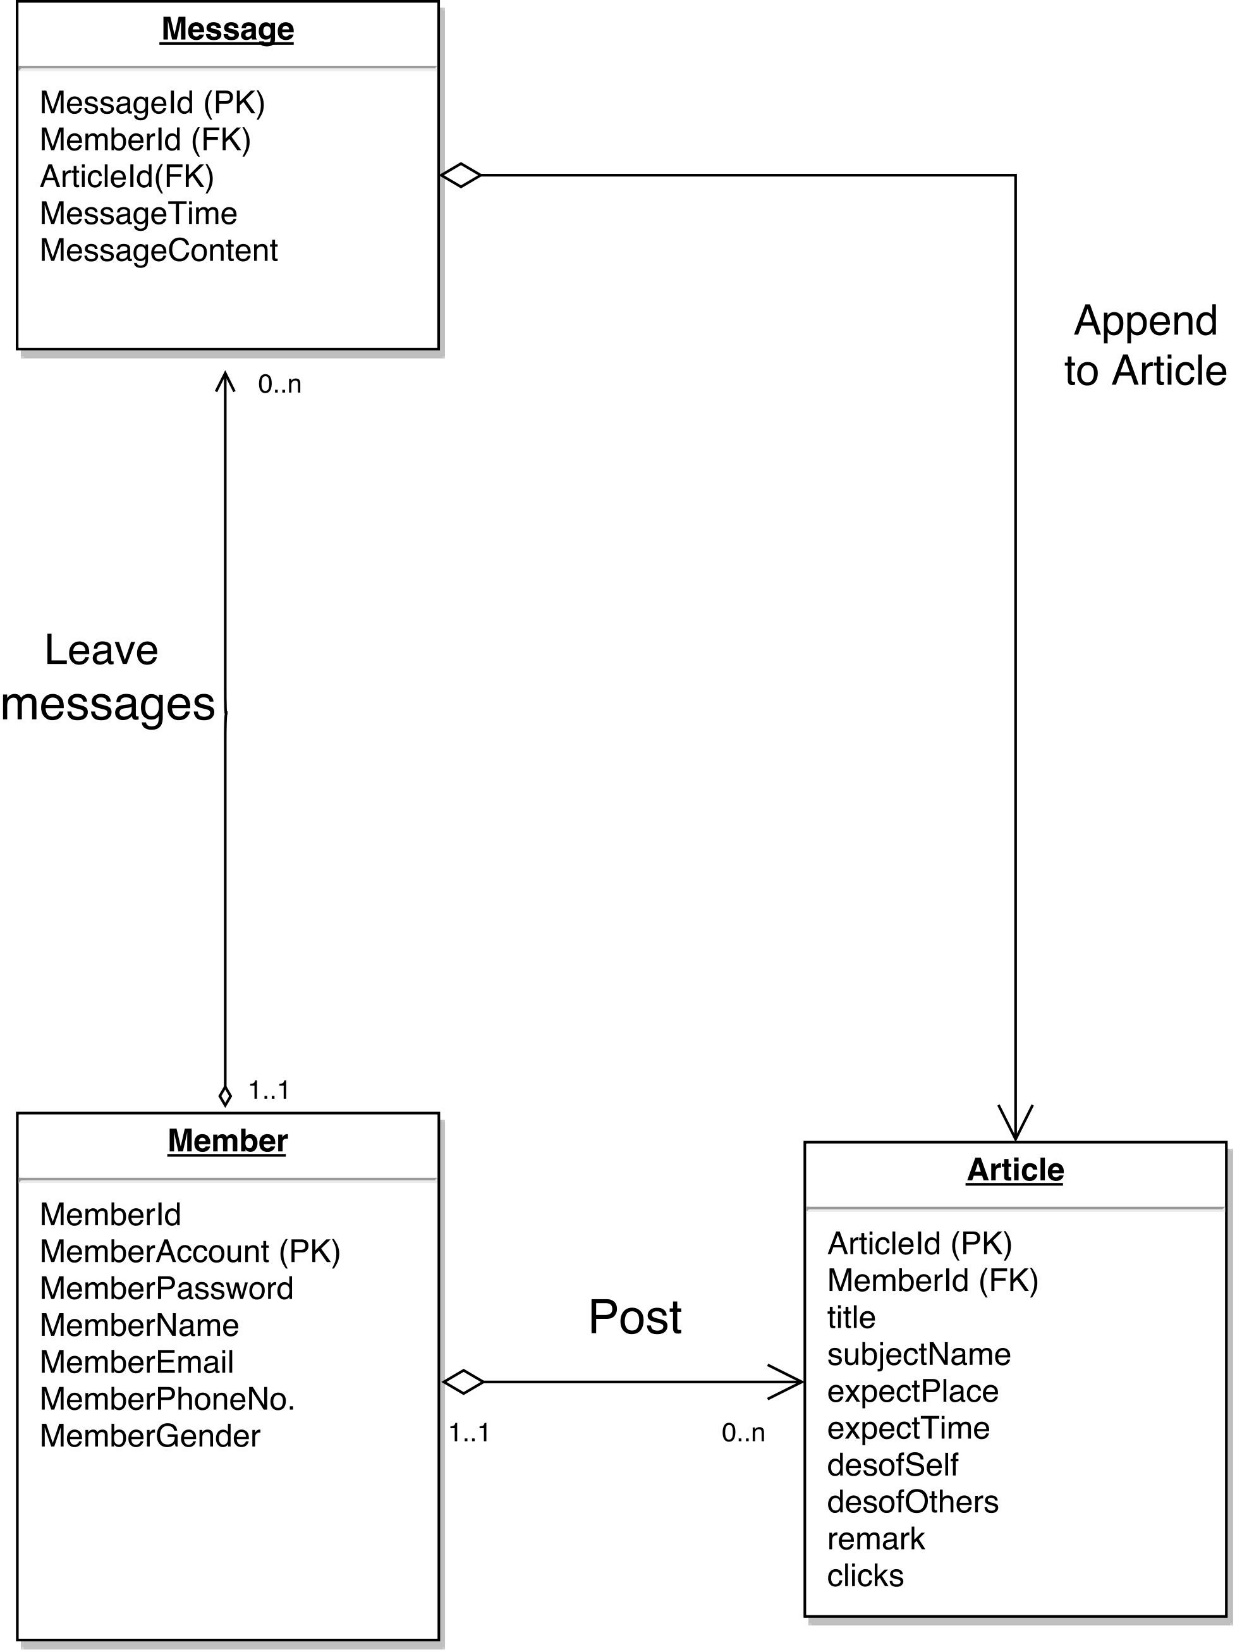 Message
MessageId (PK)
MemberId (FK)
ArticleId(FK)
MessageTime
MessageContent
Append
to Article
0..n
Leave
messages
1..1
Member
MemberId
MemberAccount (PK)
MemberPassword
MemberName
MemberEmail
MemberPhoneNo.
MemberGender
Post
1..1
0..n
Article
ArticleId (PK)
MemberId (FK)
title
subjectName
expectPlace
expectTime
desofSelf
desofOthers
remark
clicks